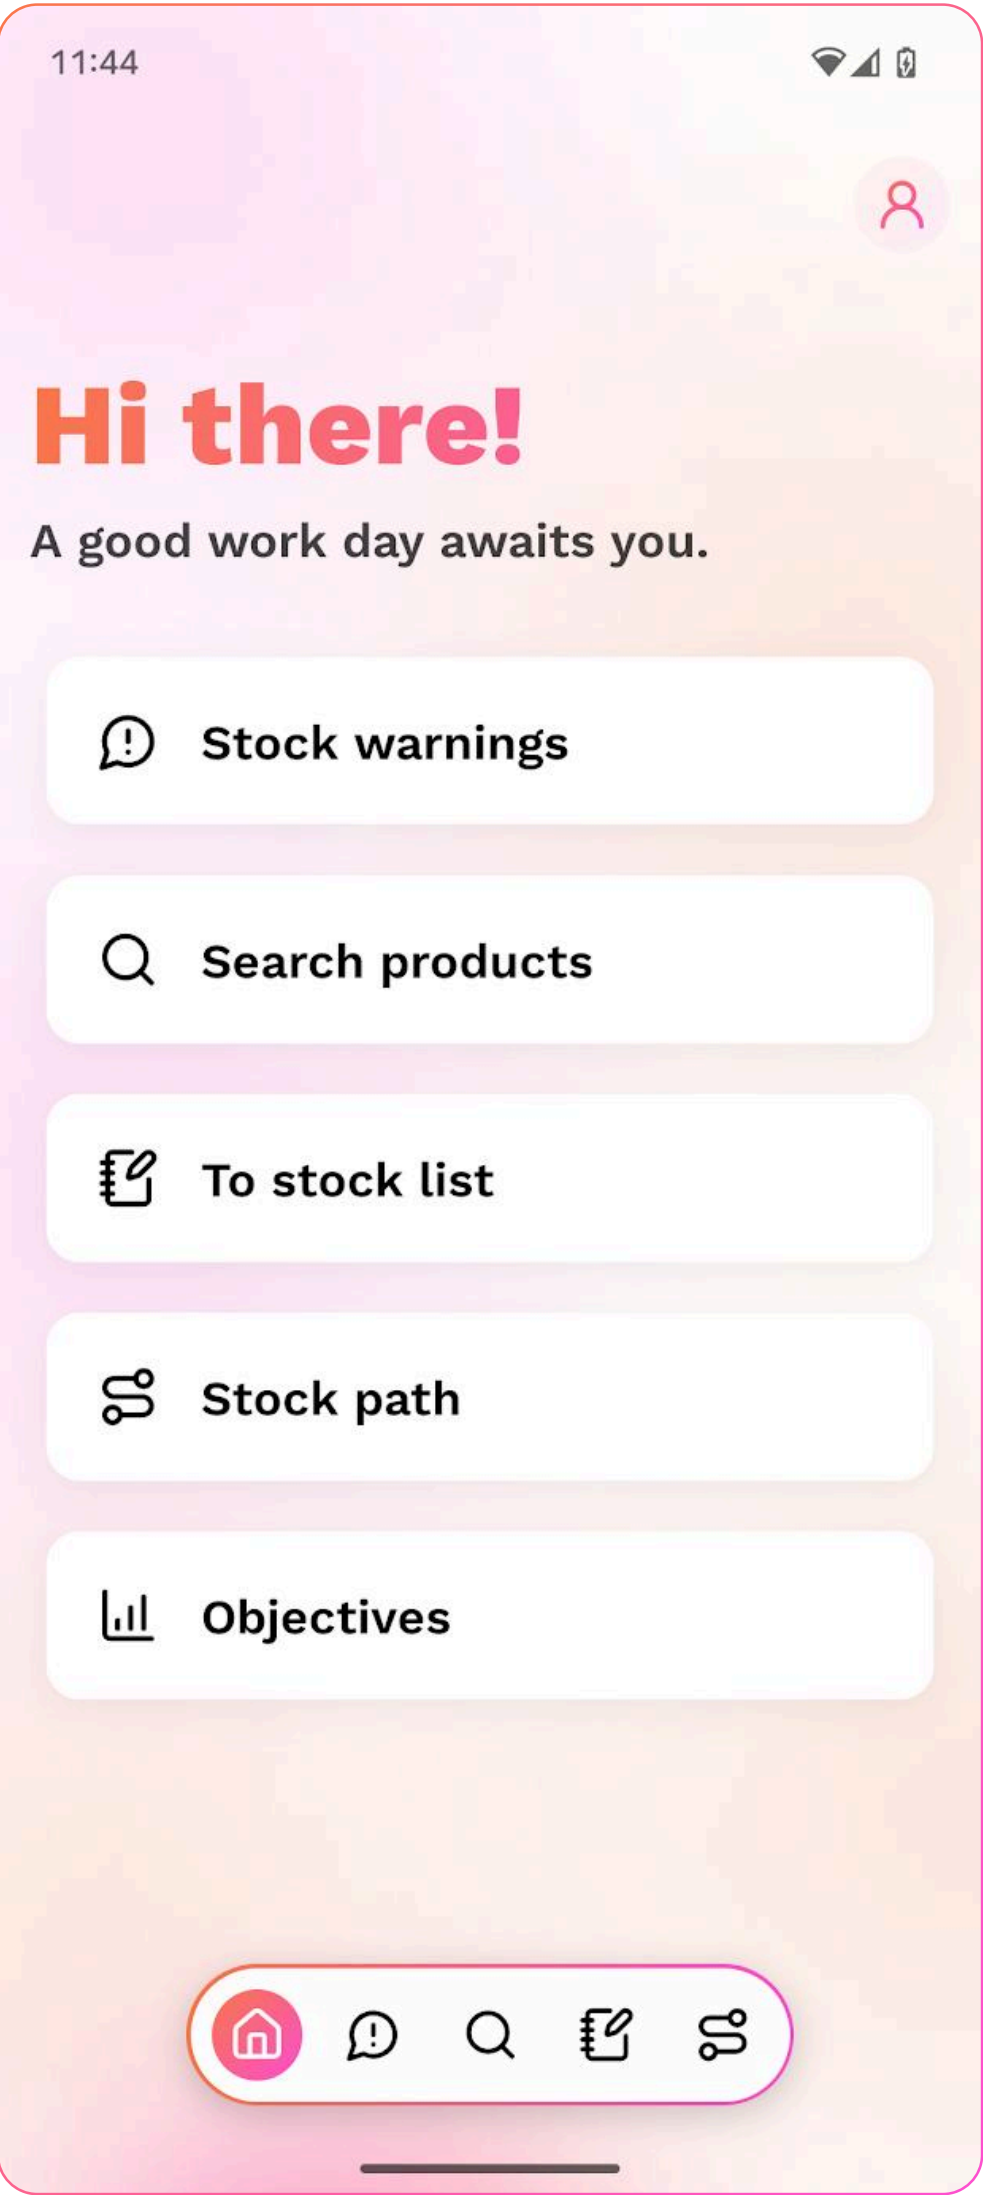 11:44
Hi there!
A good work day awaits you.
Stock warnings
Search products
To stock list
Stock path
Objectives